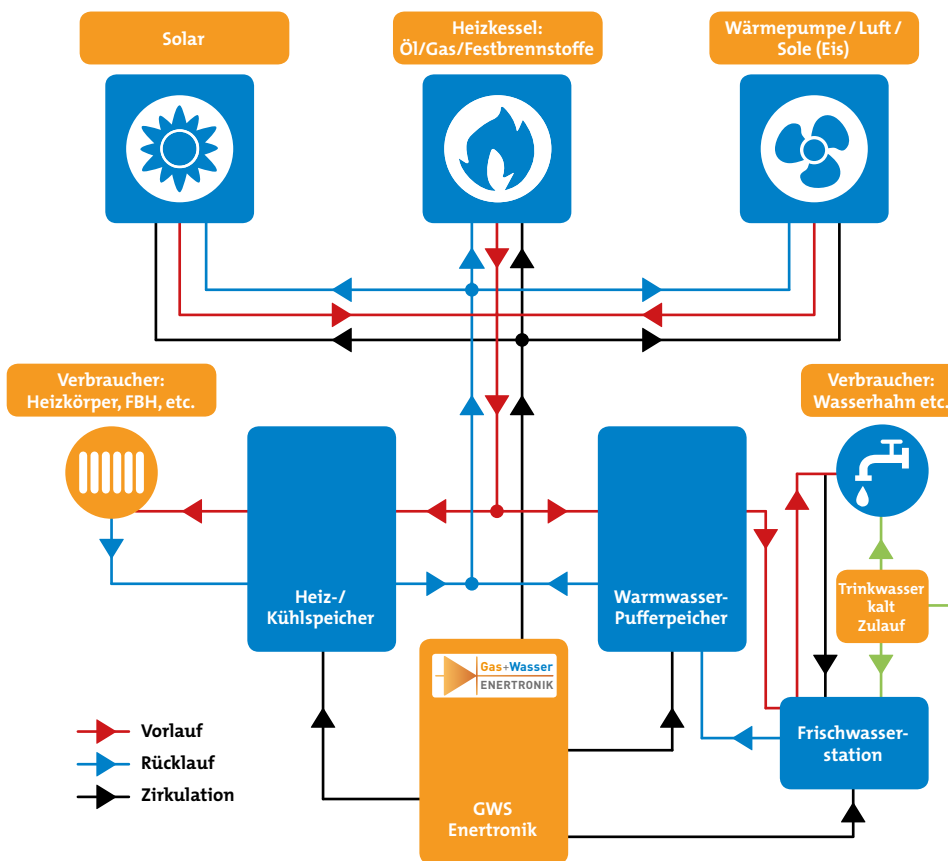 Solar
Heizkessel:
Öl/Gas/Festbrennstoffe
Wärmepumpe / Luft /
Sole (Eis)
Verbraucher:
Heizkörper, FBH, etc.
Verbraucher:
Wasserhahn etc.
Heiz-/
Kühlspeicher
Warmwasser-
Pufferpeicher
Trinkwasser
kalt
Zulauf
Gas+Wasser
ENERTRONIK
GWS
Enertronik
Frischwasser-
station
Vorlauf
Rücklauf
Zirkulation